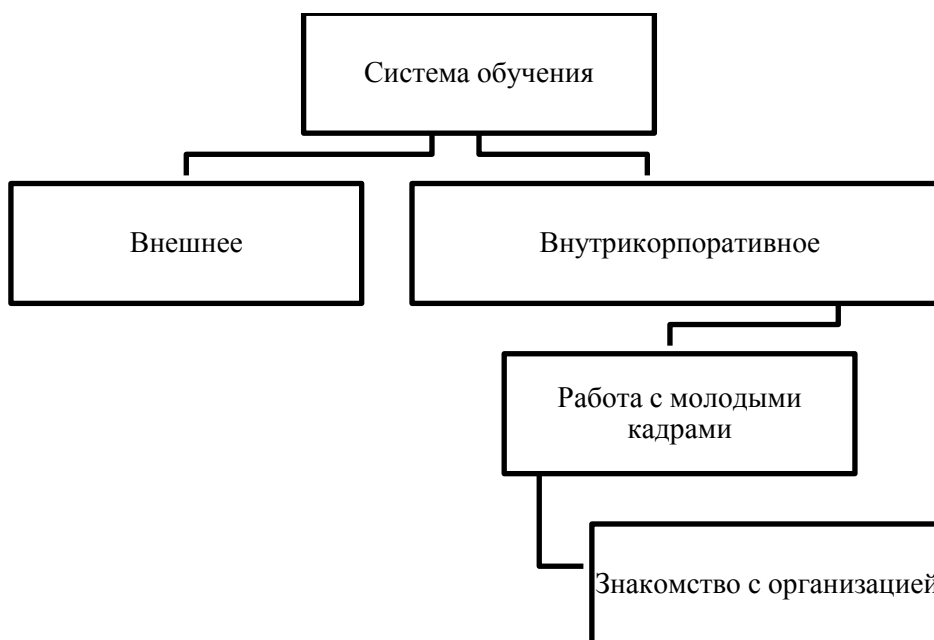 Система обучения
Внешнее
Внутрикорпоративное
Работа с молодыми
кадрами
Знакомство с организацией